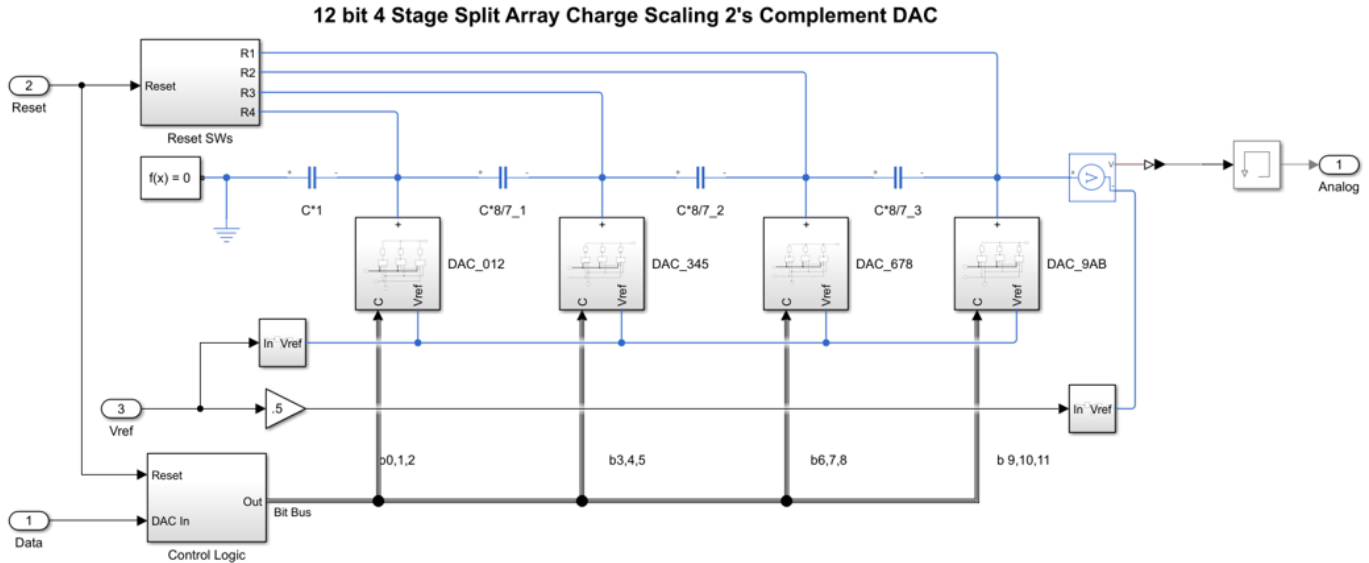 12 bit 4 Stage Split Array Charge Scaling 2's Complement DAC
2
Reset
Reset
R1
R2
R3
R4
Reset SWs
f(x) = 0
+
-
C*1
+
-
C*8/7_1
+
-
C*8/7_2
+
-
C*8/7_3
+
V
V
-
1
Analog
+
C
Vref
DAC_012
+
C
Vref
DAC_345
+
C
Vref
DAC_678
+
C
Vref
DAC_9AB
In Vref
3
Vref
.5
In Vref
b0,1,2
b3,4,5
b6,7,8
b 9,10,11
Reset
DAC In
Out
Bit Bus
Control Logic
1
Data